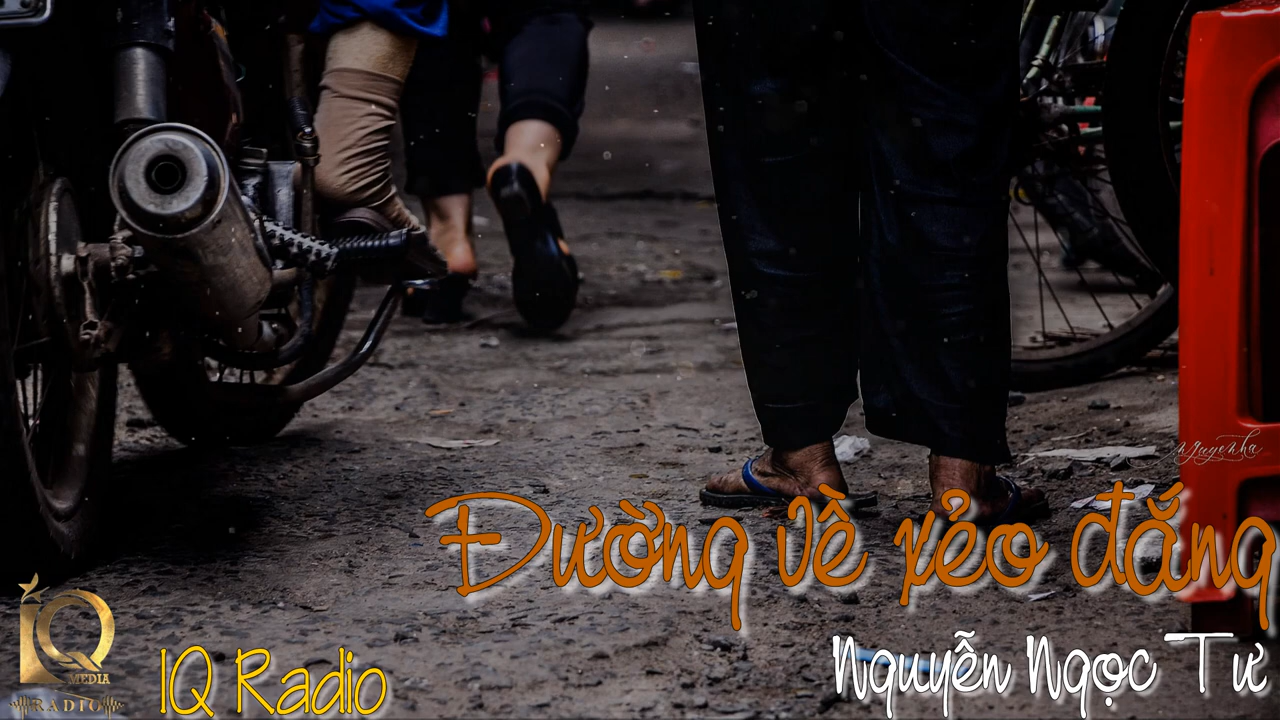 Đường về xẻo đắng
Nguyễn Ngọc Tư
IQ Radio
IQ
MEDIA
RADIO